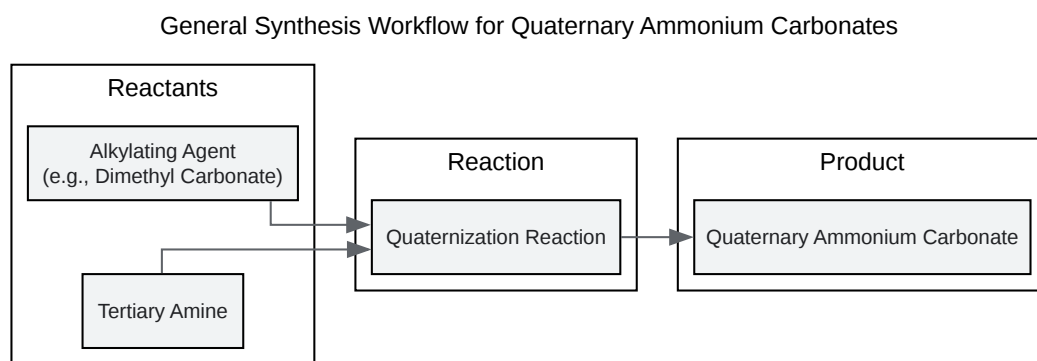 General Synthesis Workflow for Quaternary Ammonium Carbonates
Reactants
Alkylating Agent
(e.g., Dimethyl Carbonate)
Tertiary Amine
Reaction
Quaternization Reaction
Product
Quaternary Ammonium Carbonate